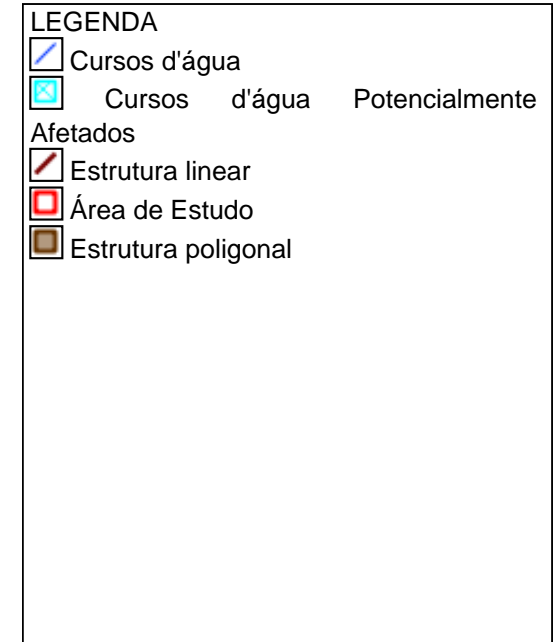 LEGENDA
Cursos d'água
Cursos d'água Potencialmente
Afetados
Estrutura linear
Área de Estudo
Estrutura poligonal